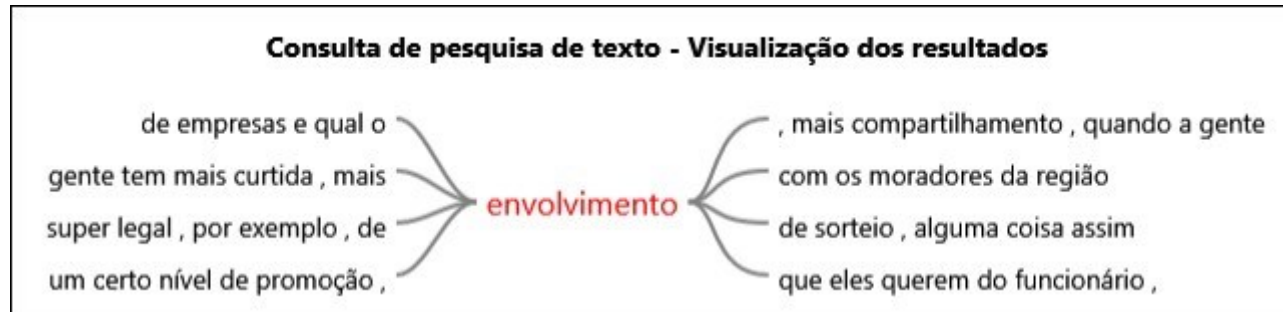 Consulta de pesquisa de texto - Visualização dos resultados
de empresas e qual o
gente tem mais curtida , mais
super legal , por exemplo , de
um certo nível de promoção ,
envolvimento
, mais compartilhamento , quando a gente
com os moradores da região
de sorteio , alguma coisa assim
que eles querem do funcionário ,